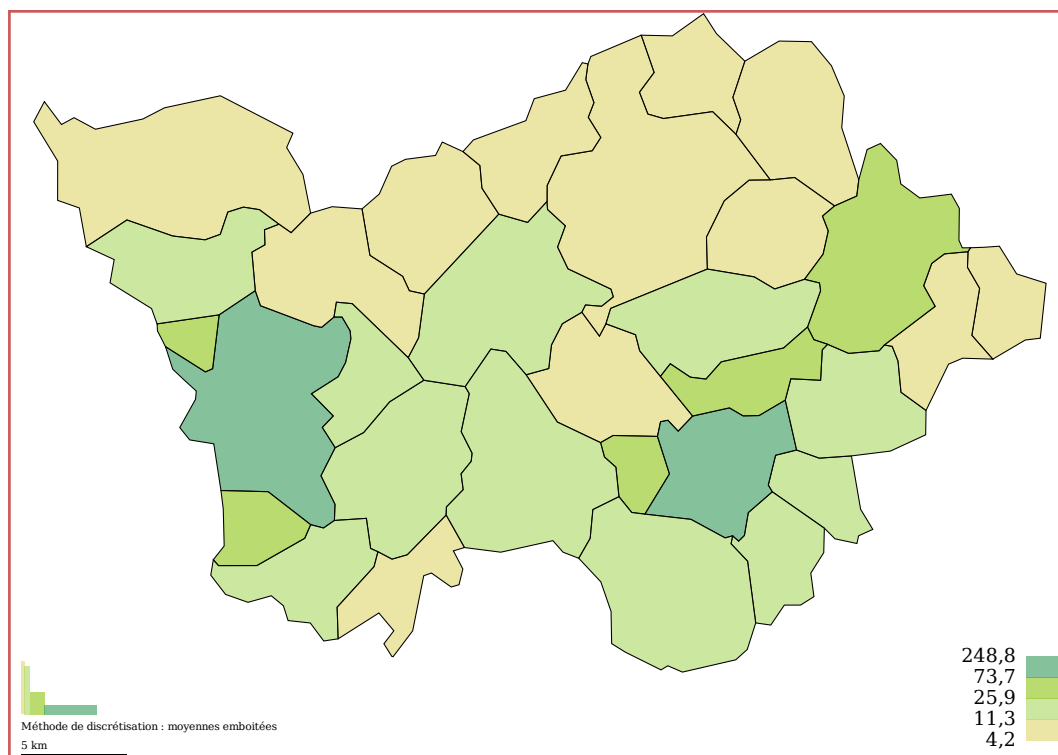 248,8
73,7
25,9
11,3
4,2
Méthode de discrétisation : moyennes emboitées
5 km